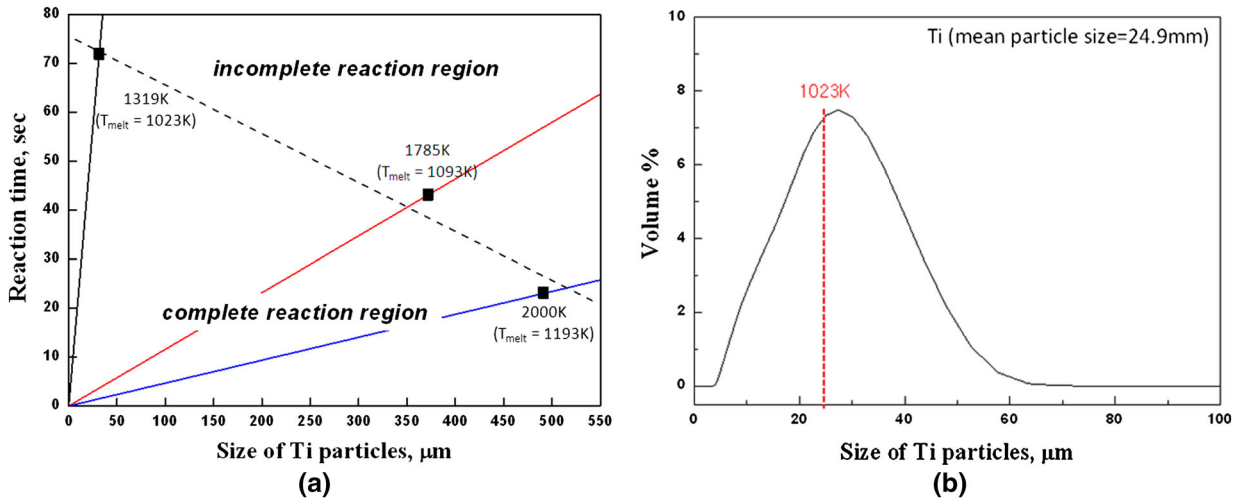 80
70
60
50
40
30
20
10
0
Reaction time, sec
incomplete reaction region
1319K
(Tmelt = 1023K)
1785K
(Tmelt = 1093K)
complete reaction region
2000K
(Tmelt = 1193K)
0 50 100 150 200 250 300 350 400 450 500 550
Size of Ti particles, μm
(a)
10
8
6
4
2
0
Volume %
Ti (mean particle size=24.9mm)
1023K
0 20 40 60 80 100
Size of Ti particles, μm
(b)